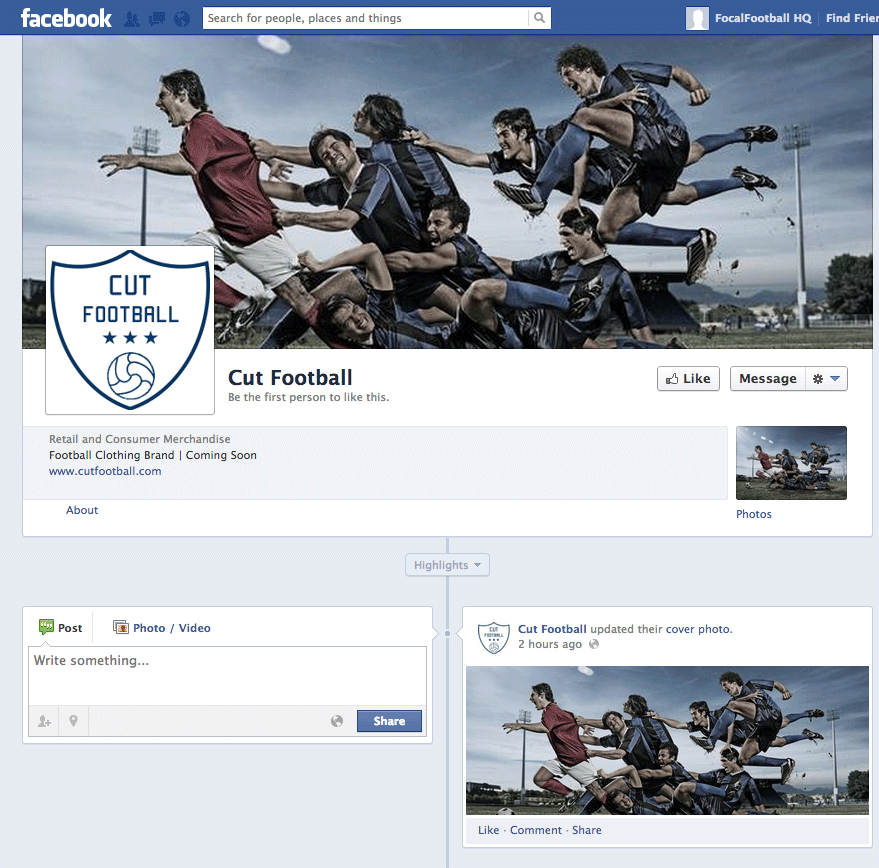 facebook
Search for people, places and things
FocalFootball HQ
Find Frie
CUT
FOOTBALL
Cut Football
Be the first person to like this.
Like
Message
Retail and Consumer Merchandise
Football Clothing Brand | Coming Soon
www.cutfootball.com
About
Photos
Highlights
Post
Photo / Video
Write something...
Share
CUT
FOOTBALL
Cut Football updated their cover photo.
2 hours ago
Like · Comment · Share